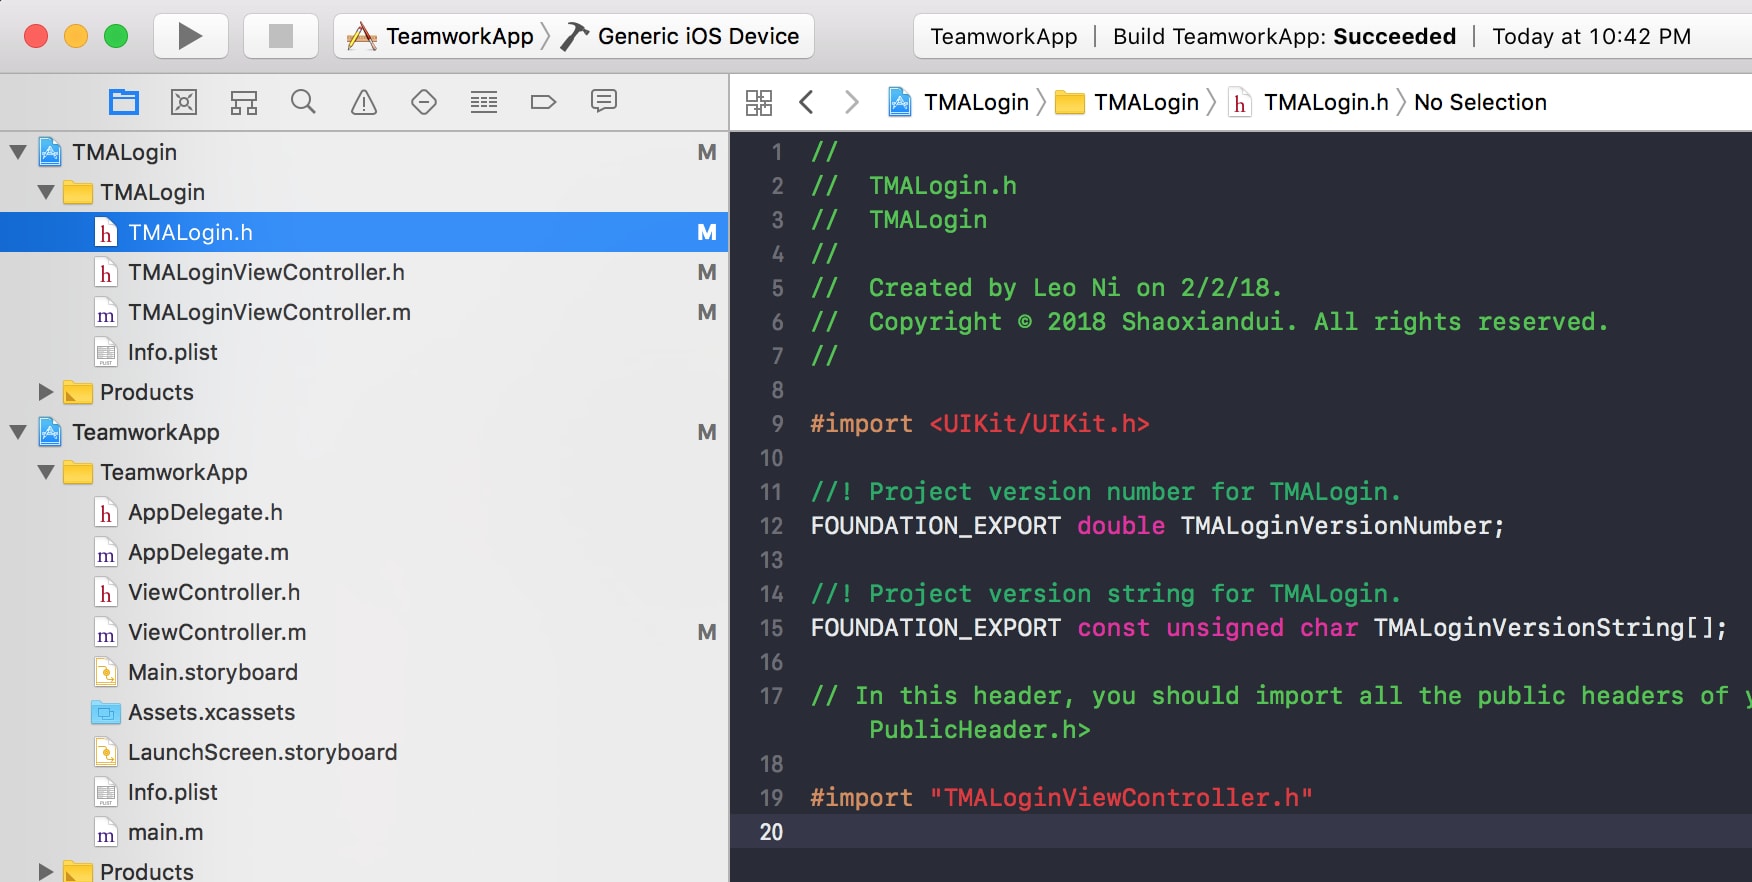 TeamworkApp Generic iOS Device
TeamworkApp | Build TeamworkApp: Succeeded | Today at 10:42 PM
TMALogin M
TMALogin
h TMALogin.h M
h TMALoginViewController.h M
m TMALoginViewController.m M
PLIST Info.plist
Products
TeamworkApp M
TeamworkApp
h AppDelegate.h
m AppDelegate.m
h ViewController.h
m ViewController.m M
Main.storyboard
Assets.xcassets
LaunchScreen.storyboard
PLIST Info.plist
m main.m
Products
TMALogin TMALogin h TMALogin.h No Selection
1 //
2 //  TMALogin.h
3 //  TMALogin
4 //
5 //  Created by Leo Ni on 2/2/18.
6 //  Copyright © 2018 Shaoxiandui. All rights reserved.
7 //
8
9 #import <UIKit/UIKit.h>
10
11 //! Project version number for TMALogin.
12 FOUNDATION_EXPORT double TMALoginVersionNumber;
13
14 //! Project version string for TMALogin.
15 FOUNDATION_EXPORT const unsigned char TMALoginVersionString[];
16
17 // In this header, you should import all the public headers of
PublicHeader.h>
18
19 #import "TMALoginViewController.h"
20